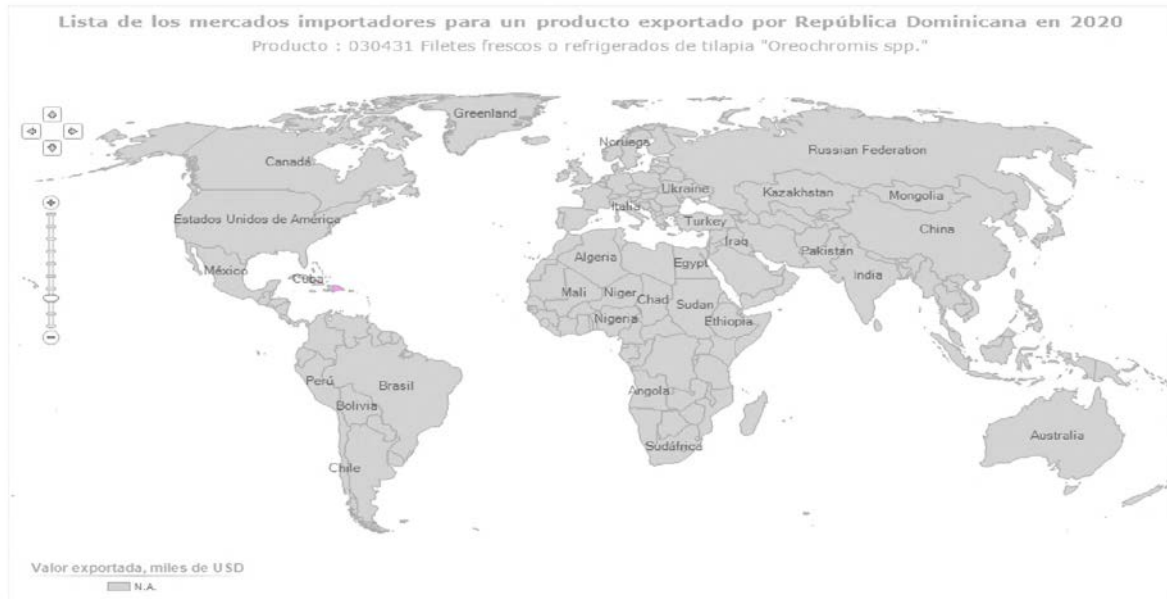 Lista de los mercados importadores para un producto exportado por República Dominicana en 2020
Producto : 030431 Filetes frescos o refrigerados de tilapia "Oreochromis spp."
Greenland
Noruega
Russian Federation
Canadá
Ukraine
Kazakhstan
Mongolia
Italia
Estados Unidos de América
Turkey
China
Iraq
Pakistan
Algeria
Egypt
México
Cuba
India
Mali
Niger
Chad
Sudan
Nigeria
Ethiopia
Perú
Brasil
Angola
Bolivia
Australia
Sudáfrica
Chile
Valor exportada, miles de USD
N.A.